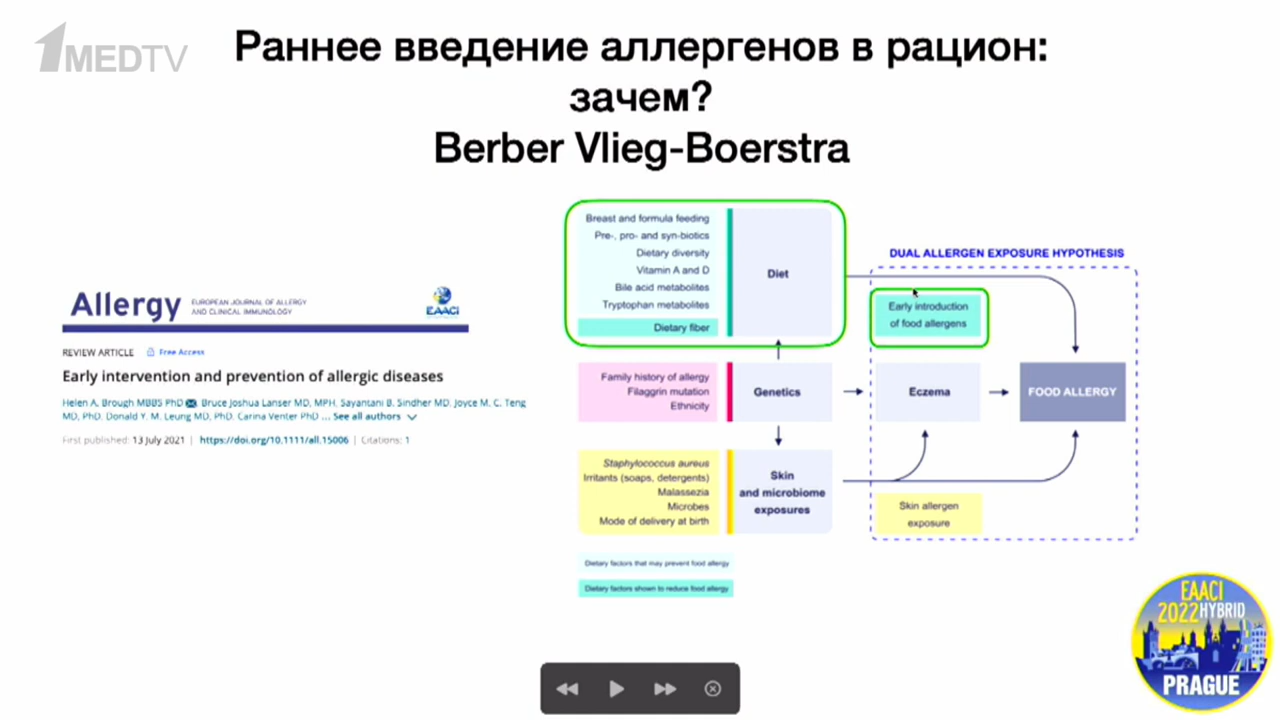 1MEDTV
Раннее введение аллергенов в рацион:
зачем?
Berber Vlieg-Boerstra
Allergy
EUROPEAN JOURNAL OF ALLERGY
AND CLINICAL IMMUNOLOGY
EAACI
REVIEW ARTICLE Free Access
Early intervention and prevention of allergic diseases
Helen A. Brough MBBS PhD, Bruce Joshua Lanser MD, MPH, Sayantani B. Sindher MD, Joyce M. C. Teng
MD, PhD, Donald Y. M. Leung MD, PhD, Carina Venter PhD … See all authors
First published: 13 July 2021 | https://doi.org/10.1111/all.15006 | Citations: 1
Breast and formula feeding
Pre-, pro- and syn-biotics
Dietary diversity
Vitamin A and D
Bile acid metabolites
Tryptophan metabolites
Dietary fiber
Diet
DUAL ALLERGEN EXPOSURE HYPOTHESIS
Early introduction
of food allergens
Family history of allergy
Filaggrin mutation
Ethnicity
Genetics
Eczema
FOOD ALLERGY
Staphylococcus aureus
Irritants (soaps, detergents)
Malassezia
Microbes
Mode of delivery at birth
Skin
and microbiome
exposures
Skin allergen
exposure
Dietary factors that may prevent food allergy
Dietary factors shown to reduce food allergy
EAACI
2022 HYBRID
PRAGUE